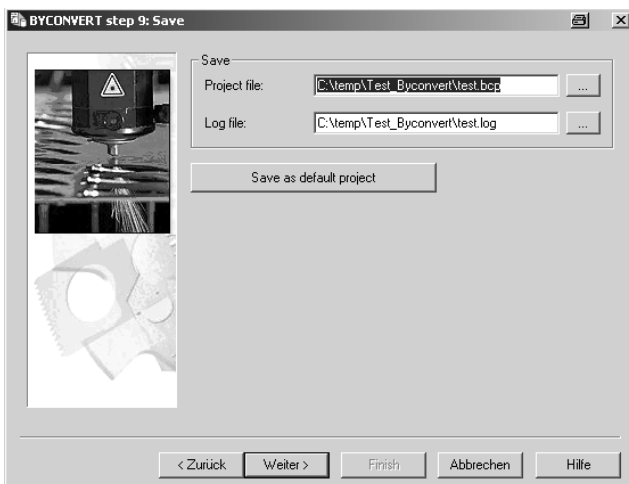 BYCONVERT step 9: Save
Save
Project file: C:\temp\Test_Byconvert\test.bcp ...
Log file: C:\temp\Test_Byconvert\test.log ...
Save as default project
< Zurück Weiter > Finish Abbrechen Hilfe